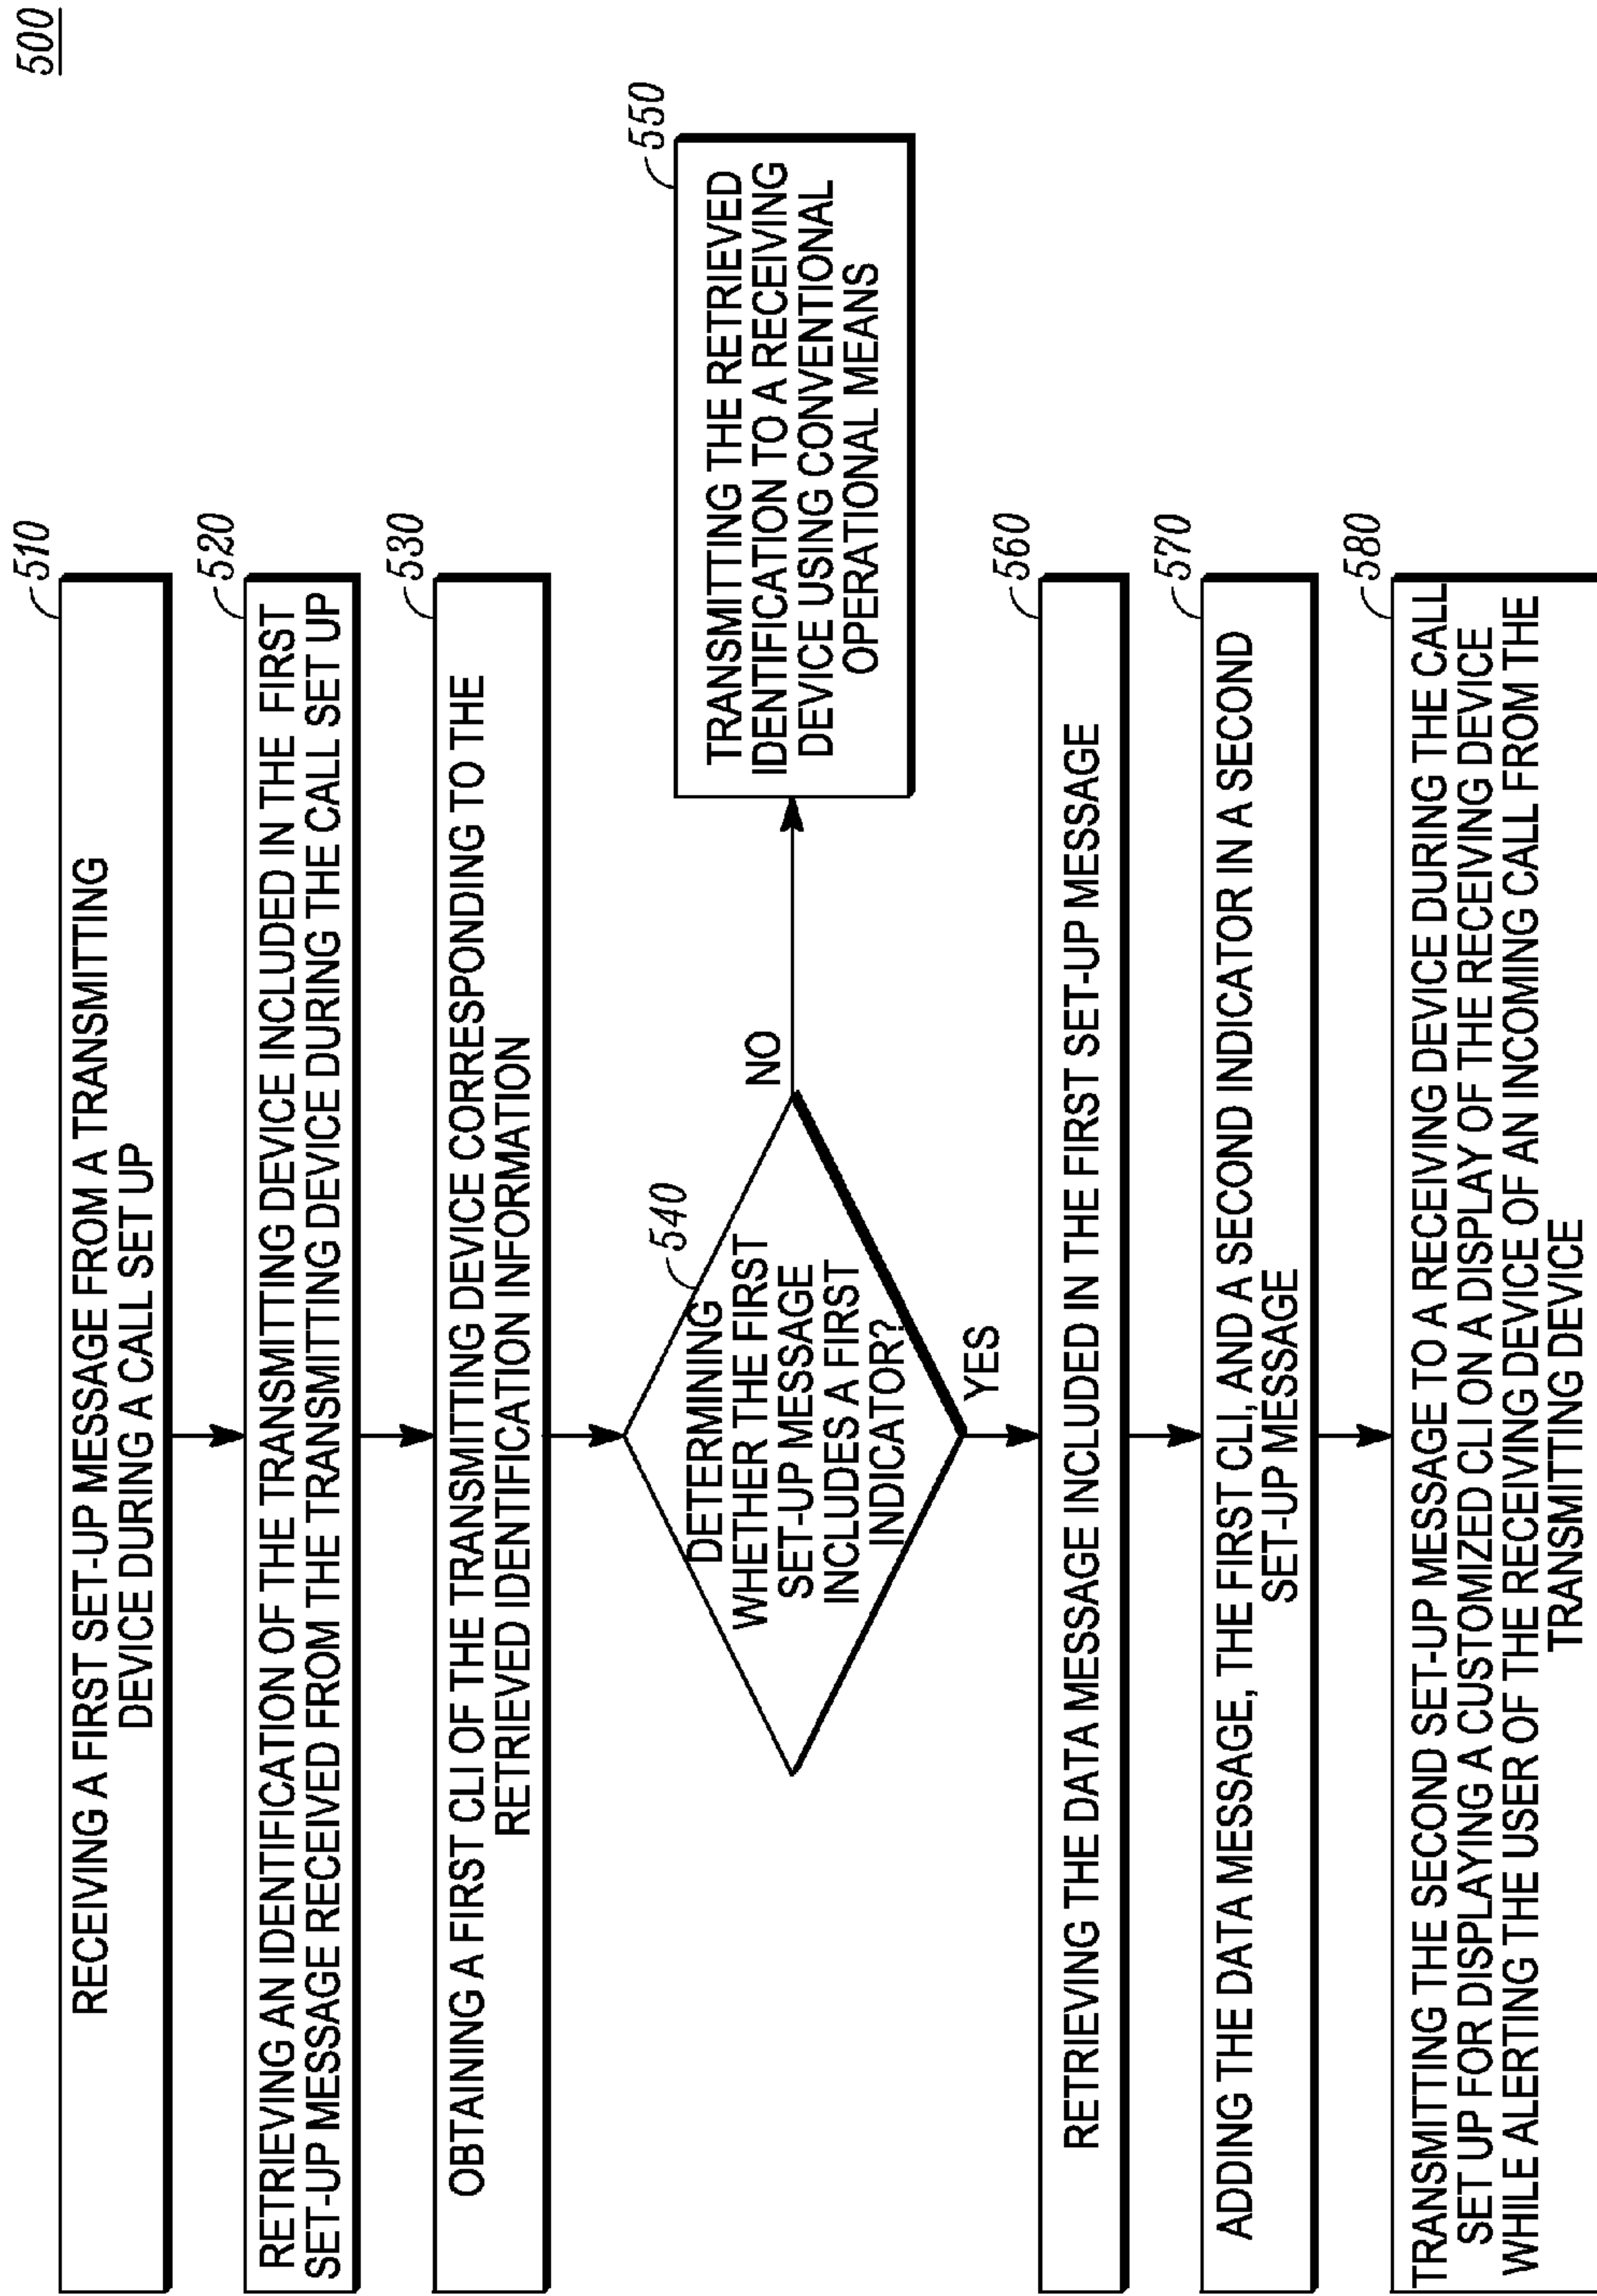 500
510
RECEIVING A FIRST SET-UP MESSAGE FROM A TRANSMITTING
DEVICE DURING A CALL SET UP
520
RETRIEVING AN IDENTIFICATION OF THE TRANSMITTING DEVICE INCLUDED IN THE FIRST
SET-UP MESSAGE RECEIVED FROM THE TRANSMITTING DEVICE DURING THE CALL SET UP
530
OBTAINING A FIRST CLI OF THE TRANSMITTING DEVICE CORRESPONDING TO THE
RETRIEVED IDENTIFICATION INFORMATION
540
DETERMINING
WHETHER THE FIRST
SET-UP MESSAGE
INCLUDES A FIRST
INDICATOR?
NO
550
TRANSMITTING THE RETRIEVED
IDENTIFICATION TO A RECEIVING
DEVICE USING CONVENTIONAL
OPERATIONAL MEANS
YES
560
RETRIEVING THE DATA MESSAGE INCLUDED IN THE FIRST SET-UP MESSAGE
570
ADDING THE DATA MESSAGE, THE FIRST CLI, AND A SECOND INDICATOR IN A SECOND
SET-UP MESSAGE
580
TRANSMITTING THE SECOND SET-UP MESSAGE TO A RECEIVING DEVICE DURING THE CALL
SET UP FOR DISPLAYING A CUSTOMIZED CLI ON A DISPLAY OF THE RECEIVING DEVICE
WHILE ALERTING THE USER OF THE RECEIVING DEVICE OF AN INCOMING CALL FROM THE
TRANSMITTING DEVICE